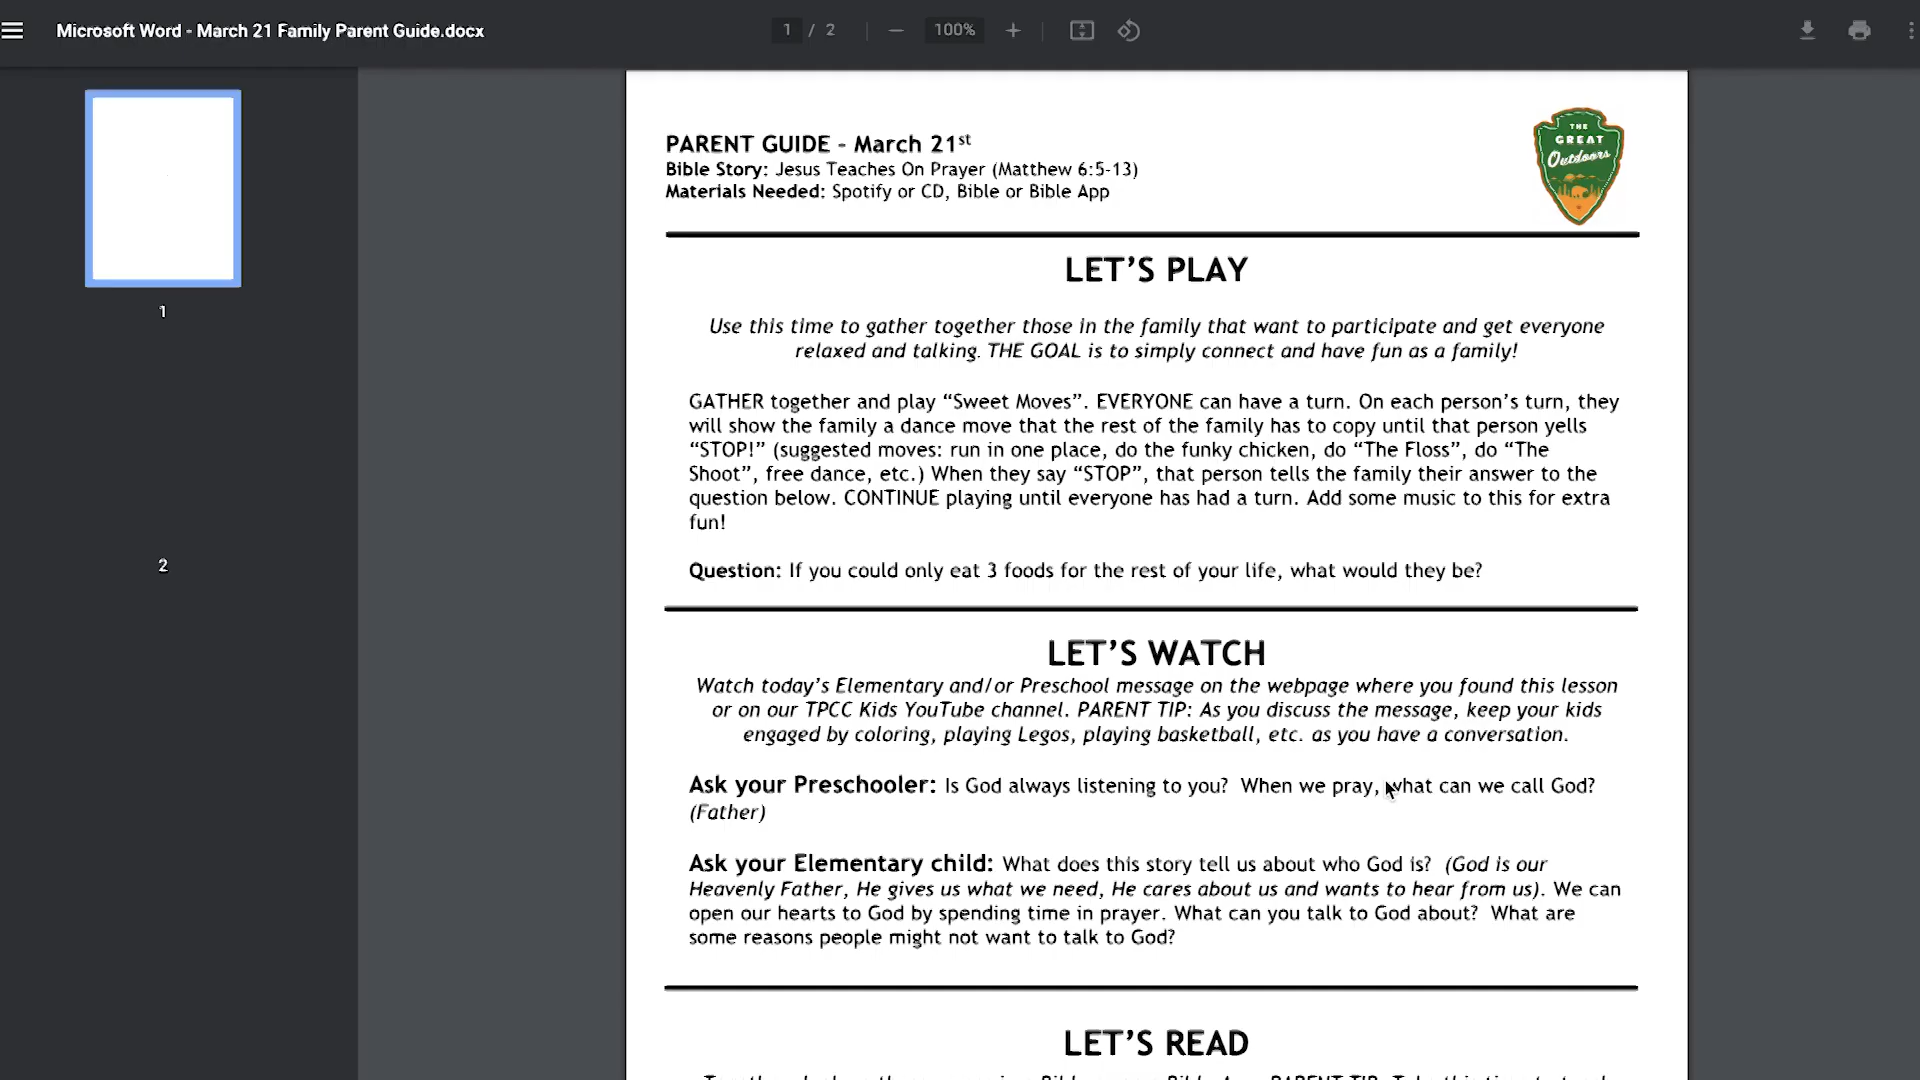 Microsoft Word - March 21 Family Parent Guide.docx
1 / 2
100%
1
2
THE
GREAT
Outdoors
PARENT GUIDE - March 21st
Bible Story: Jesus Teaches On Prayer (Matthew 6:5-13)
Materials Needed: Spotify or CD, Bible or Bible App
LET’S PLAY
Use this time to gather together those in the family that want to participate and get everyone
relaxed and talking. THE GOAL is to simply connect and have fun as a family!
GATHER together and play “Sweet Moves”. EVERYONE can have a turn. On each person’s turn, they
will show the family a dance move that the rest of the family has to copy until that person yells
“STOP!” (suggested moves: run in one place, do the funky chicken, do “The Floss”, do “The
Shoot”, free dance, etc.) When they say “STOP”, that person tells the family their answer to the
question below. CONTINUE playing until everyone has had a turn. Add some music to this for extra
fun!
Question: If you could only eat 3 foods for the rest of your life, what would they be?
LET’S WATCH
Watch today’s Elementary and/or Preschool message on the webpage where you found this lesson
or on our TPCC Kids YouTube channel. PARENT TIP: As you discuss the message, keep your kids
engaged by coloring, playing Legos, playing basketball, etc. as you have a conversation.
Ask your Preschooler: Is God always listening to you?  When we pray, what can we call God?
(Father)
Ask your Elementary child: What does this story tell us about who God is?  (God is our
Heavenly Father, He gives us what we need, He cares about us and wants to hear from us). We can
open our hearts to God by spending time in prayer. What can you talk to God about?  What are
some reasons people might not want to talk to God?
LET’S READ